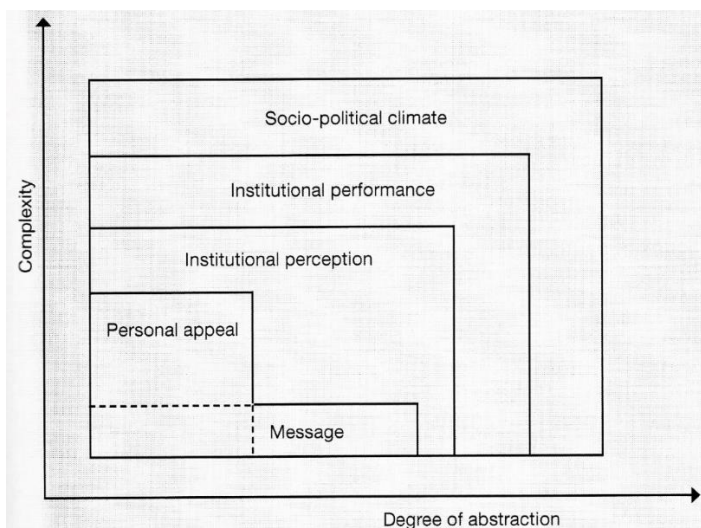 Complexity
Socio-political climate
Institutional performance
Institutional perception
Personal appeal
Message
Degree of abstraction